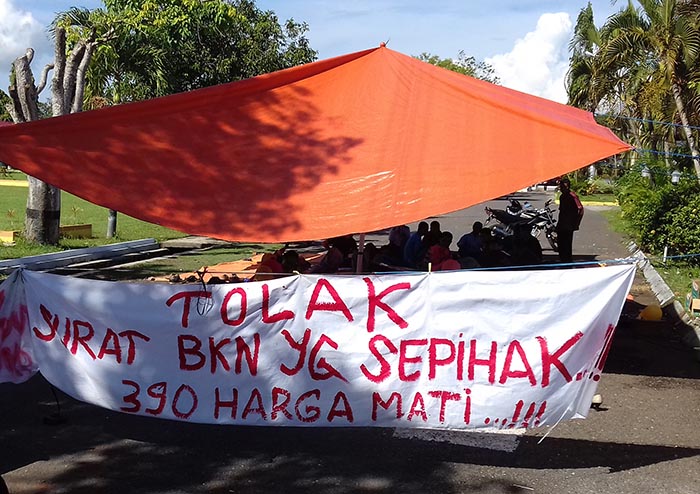 TOLAK
SURAT BKN YG SEPIHAK...!!
390 HARGA MATI...!!!